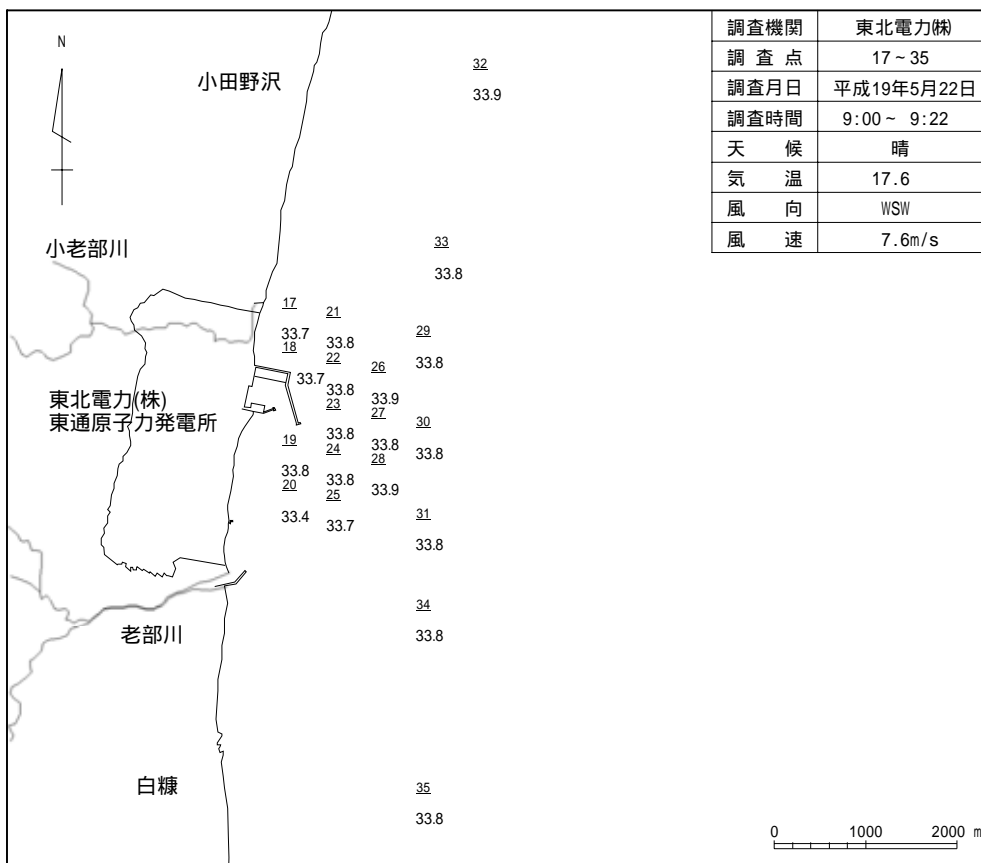 調査機関 東北電力㈱
調査点 17～35
調査月日 平成19年5月22日
調査時間 9:00～ 9:22
天候 晴
気温 17.6
風向 WSW
風速 7.6m/s
N
小田野沢
32
33.9
小老部川
33
33.8
17
21
33.7
33.8
29
18
22
33.8
26
33.7
33.8
33.9
東北電力(株)
東通原子力発電所
23
27
30
33.8
33.8
33.8
19
24
28
33.8
33.8
33.9
20
25
33.4
33.7
31
33.8
34
33.8
老部川
白糠
35
33.8
0 1000 2000 m